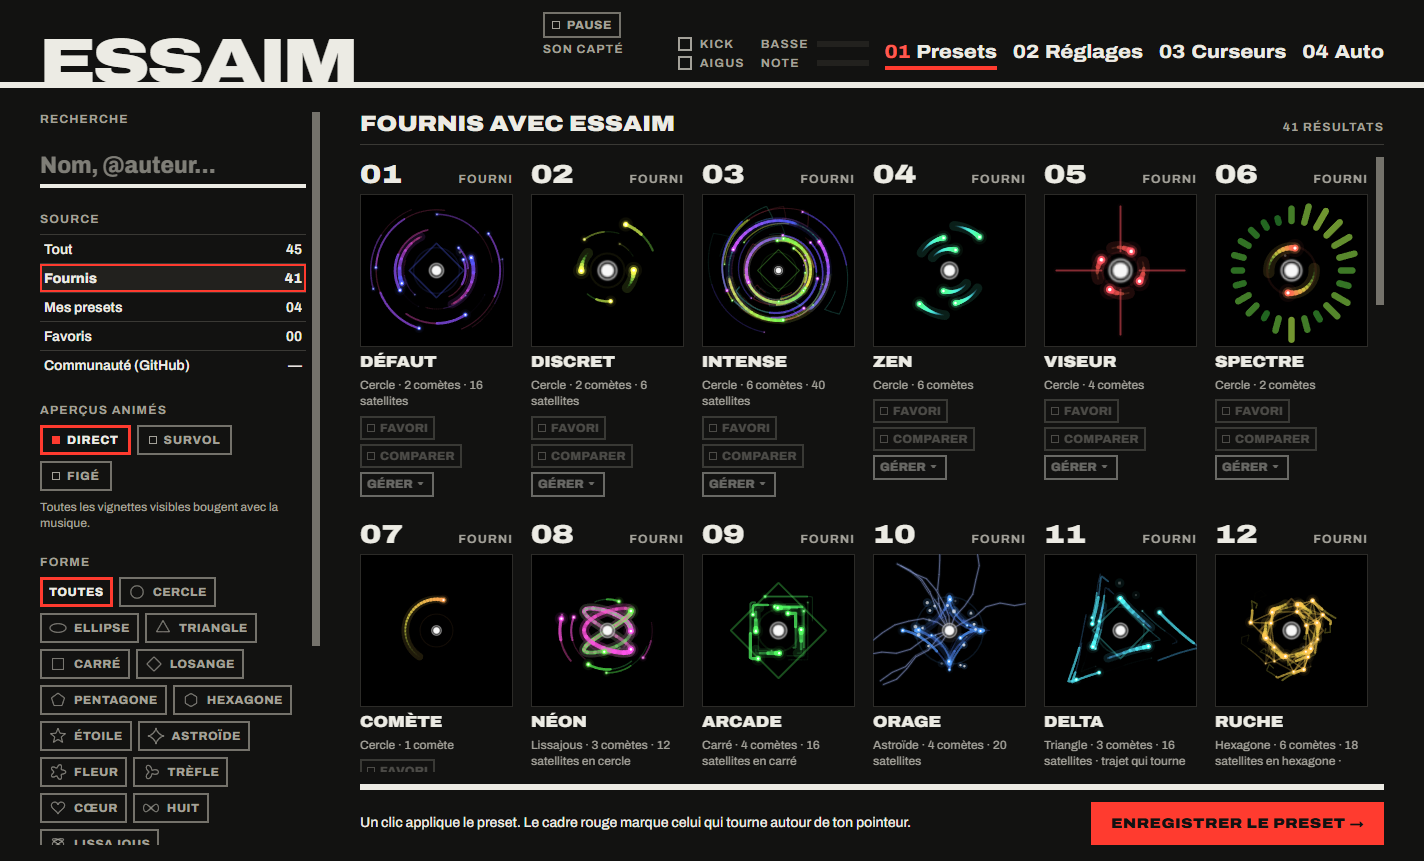 ESSAIM
PAUSE
SON CAPTÉ
KICK BASSE
AIGUS NOTE
01 Presets 02 Réglages 03 Curseurs 04 Auto
RECHERCHE
Nom, @auteur...
SOURCE
Tout 45
Fournis 41
Mes presets 04
Favoris 00
Communauté (GitHub) —
APERÇUS ANIMÉS
DIRECT SURVOL
FIGÉ
Toutes les vignettes visibles bougent avec la
musique.
FORME
TOUTES CERCLE
ELLIPSE TRIANGLE
CARRÉ LOSANGE
PENTAGONE HEXAGONE
ÉTOILE ASTROÏDE
FLEUR TRÈFLE
CŒUR HUIT
LISSAJOUS
FOURNIS AVEC ESSAIM 41 RÉSULTATS
01 FOURNI 02 FOURNI 03 FOURNI 04 FOURNI 05 FOURNI 06 FOURNI
DÉFAUT DISCRET INTENSE ZEN VISEUR SPECTRE
Cercle · 2 comètes · 16 Cercle · 2 comètes · 6 Cercle · 6 comètes · 40 Cercle · 6 comètes Cercle · 4 comètes Cercle · 2 comètes
satellites satellites satellites
FAVORI FAVORI FAVORI FAVORI FAVORI FAVORI
COMPARER COMPARER COMPARER COMPARER COMPARER COMPARER
GÉRER GÉRER GÉRER GÉRER GÉRER GÉRER
07 FOURNI 08 FOURNI 09 FOURNI 10 FOURNI 11 FOURNI 12 FOURNI
COMÈTE NÉON ARCADE ORAGE DELTA RUCHE
Cercle · 1 comète Lissajous · 3 comètes · 12 Carré · 4 comètes · 16 Astroïde · 4 comètes · 20 Triangle · 3 comètes · 16 Hexagone · 6 comètes · 18
satellites en cercle satellites en carré satellites satellites · trajet qui tourne satellites en hexagone ·
FAVORI
Un clic applique le preset. Le cadre rouge marque celui qui tourne autour de ton pointeur.
ENREGISTRER LE PRESET →